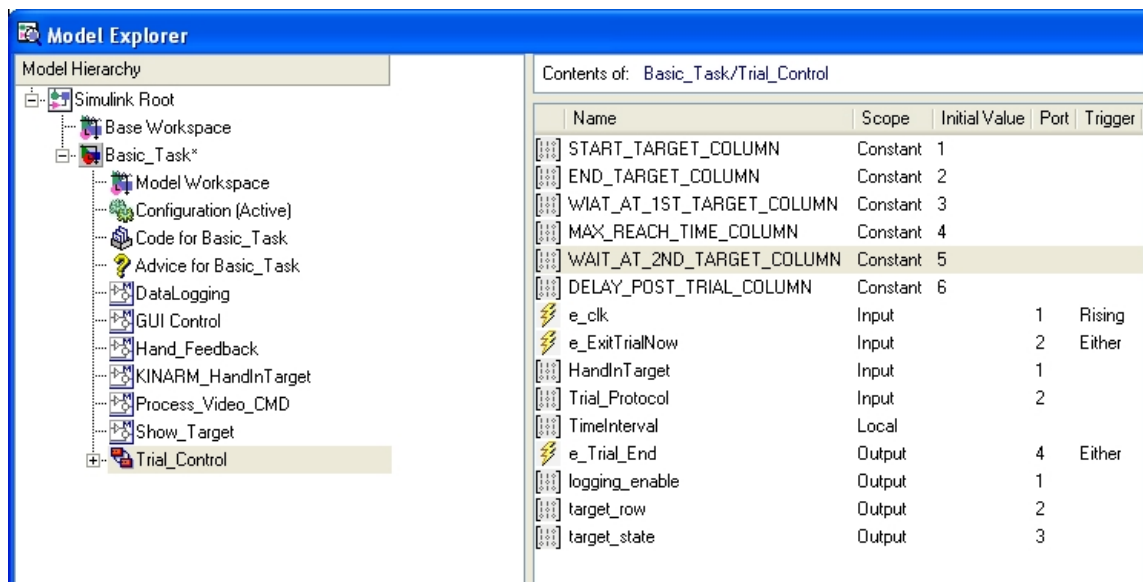 Model Explorer
Model Hierarchy
Simulink Root
Base Workspace
Basic_Task*
Model Workspace
Configuration (Active)
Code for Basic_Task
Advice for Basic_Task
DataLogging
GUI Control
Hand_Feedback
KINARM_HandInTarget
Process_Video_CMD
Show_Target
Trial_Control
Contents of: Basic_Task/Trial_Control
Name Scope Initial Value Port Trigger
START_TARGET_COLUMN Constant 1
END_TARGET_COLUMN Constant 2
WIAT_AT_1ST_TARGET_COLUMN Constant 3
MAX_REACH_TIME_COLUMN Constant 4
WAIT_AT_2ND_TARGET_COLUMN Constant 5
DELAY_POST_TRIAL_COLUMN Constant 6
e_clk Input 1 Rising
e_ExitTrialNow Input 2 Either
HandInTarget Input 1
Trial_Protocol Input 2
TimeInterval Local
e_Trial_End Output 4 Either
logging_enable Output 1
target_row Output 2
target_state Output 3